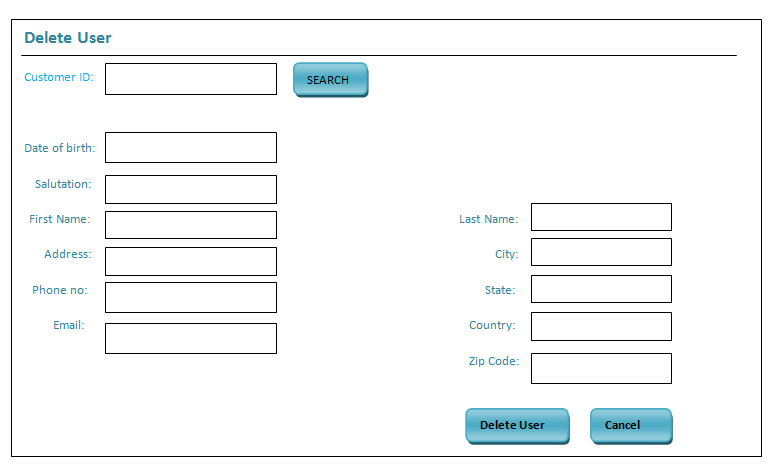 Delete User
Customer ID:
SEARCH
Date of birth:
Salutation:
First Name:
Last Name:
Address:
City:
Phone no:
State:
Email:
Country:
Zip Code:
Delete User
Cancel